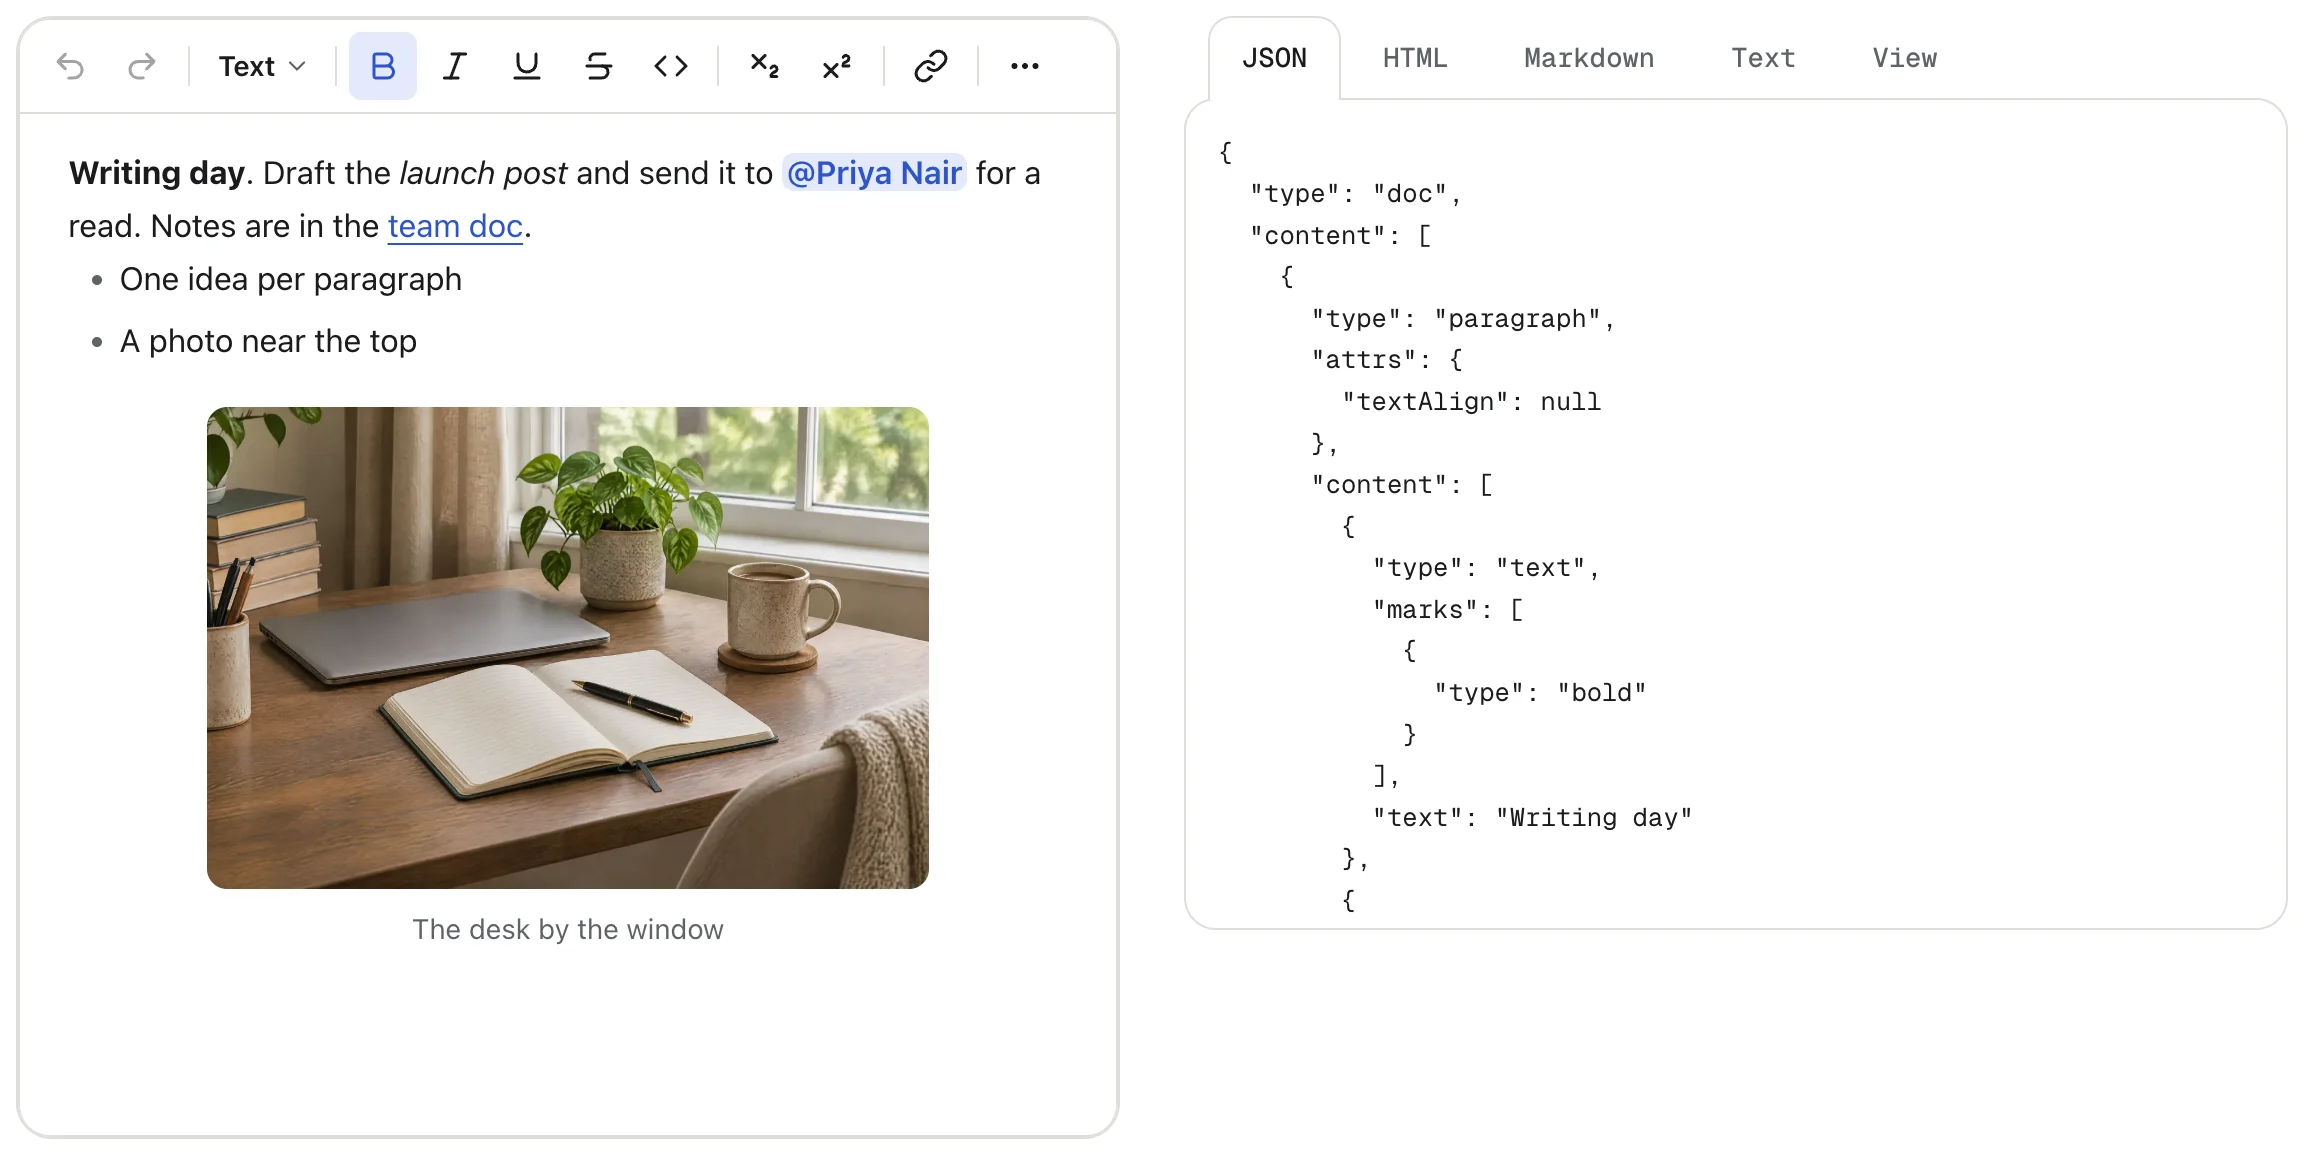 Text
B I U S <> x₂ x² ...
Writing day. Draft the launch post and send it to @Priya Nair for a
read. Notes are in the team doc.
• One idea per paragraph
• A photo near the top
The desk by the window
JSON HTML Markdown Text View
{
  "type": "doc",
  "content": [
    {
      "type": "paragraph",
      "attrs": {
        "textAlign": null
      },
      "content": [
        {
          "type": "text",
          "marks": [
            {
              "type": "bold"
            }
          ],
          "text": "Writing day"
        },
        {